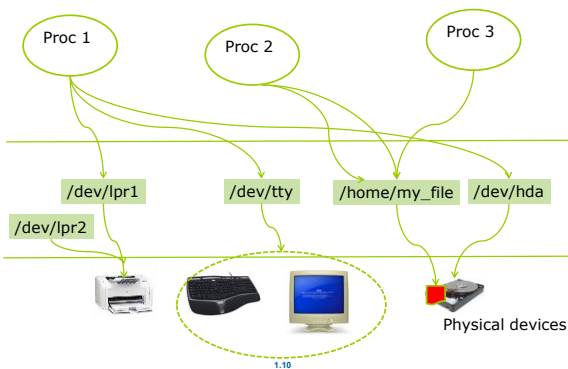 Proc 1
Proc 2
Proc 3
/dev/lpr1
/dev/tty
/home/my_file
/dev/hda
/dev/lpr2
Physical devices
1.10